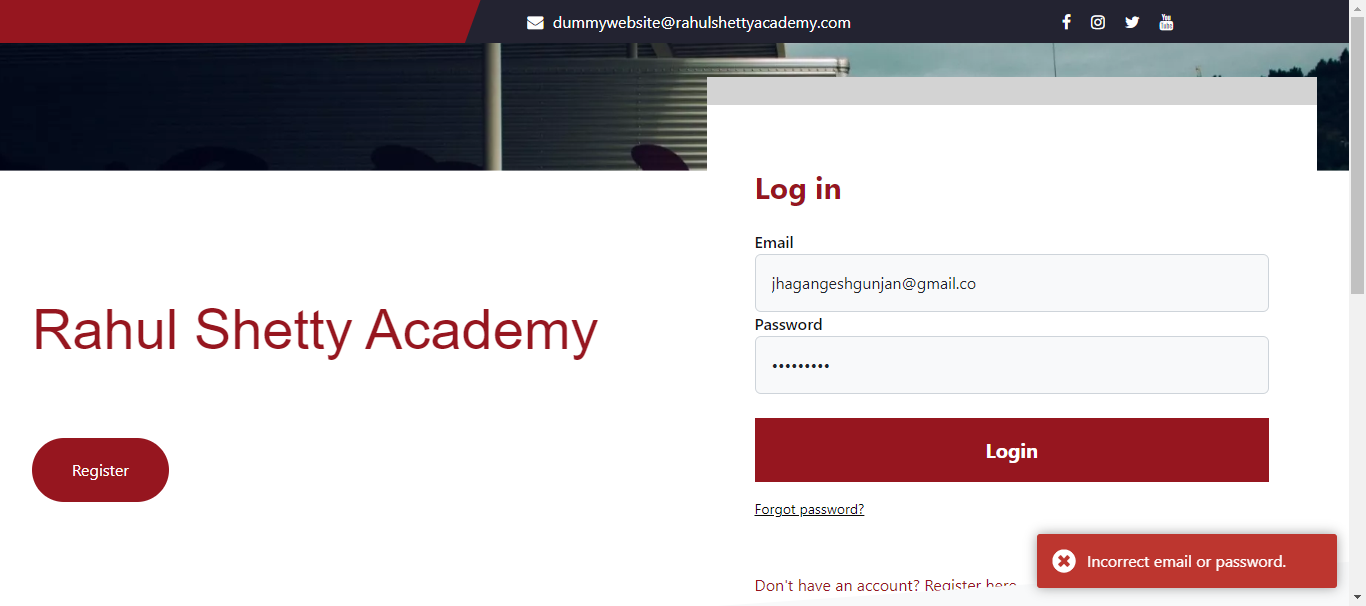 dummywebsite@rahulshettyacademy.com
Log in
Email
jhagangeshgunjan@gmail.co
Password
•••••••••
Login
Forgot password?
Don't have an account? Register here
Rahul Shetty Academy
Register
Incorrect email or password.